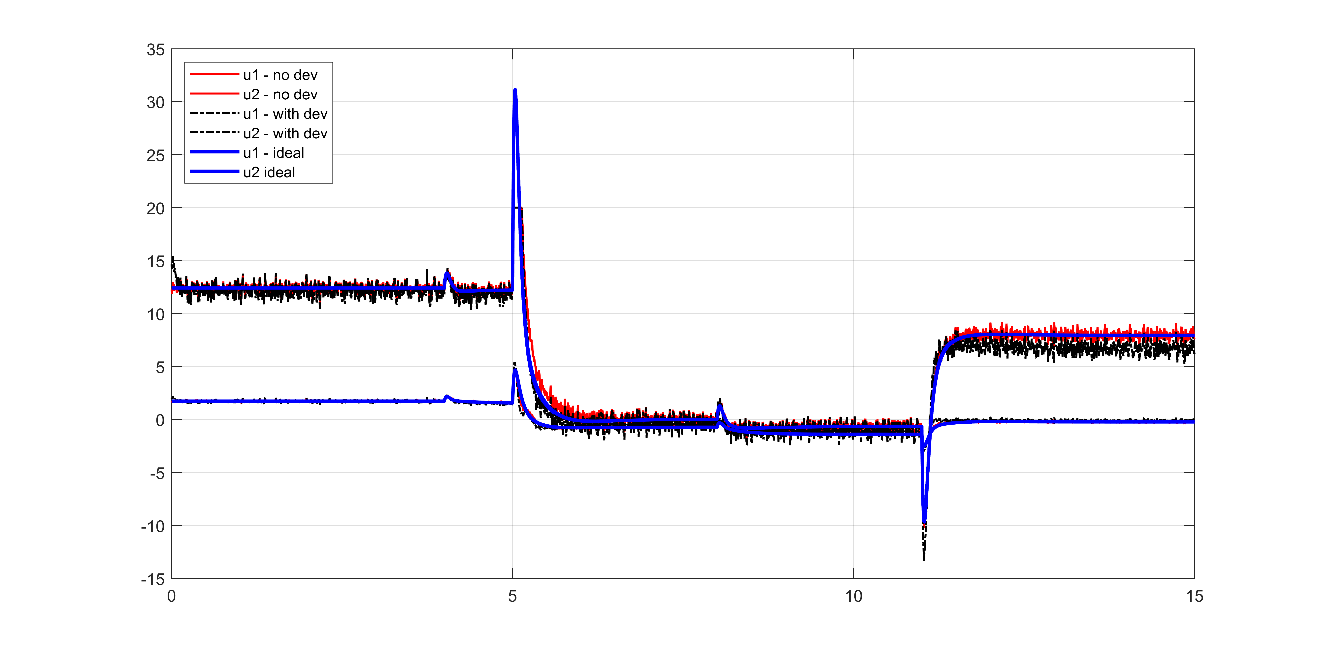 35
30
25
20
15
10
5
0
-5
-10
-15
u1 - no dev
u2 - no dev
u1 - with dev
u2 - with dev
u1 - ideal
u2 ideal
0
5
10
15